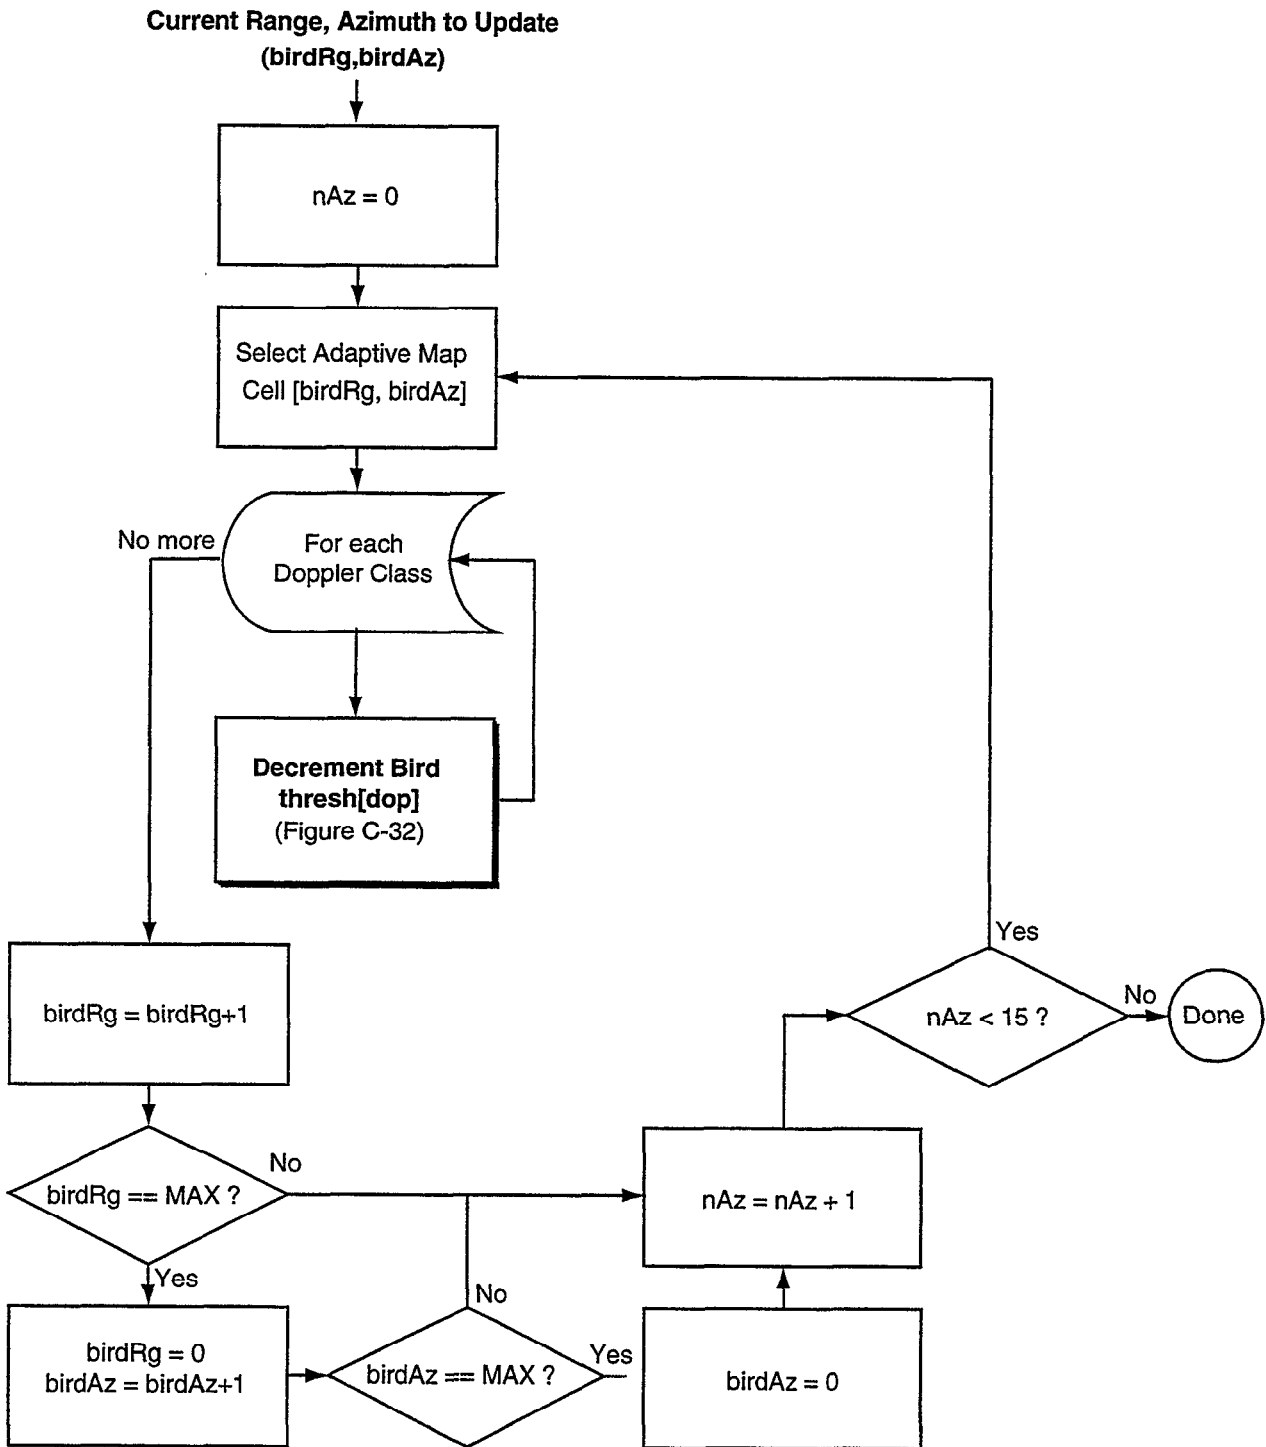 Current Range, Azimuth to Update
(birdRg,birdAz)
nAz = 0
Select Adaptive Map
Cell [birdRg, birdAz]
No more
For each
Doppler Class
Decrement Bird
thresh[dop]
(Figure C-32)
Yes
birdRg = birdRg+1
nAz < 15 ?
No
Done
birdRg == MAX ?
No
nAz = nAz + 1
Yes
birdRg = 0
birdAz = birdAz+1
No
birdAz == MAX ?
Yes
birdAz = 0